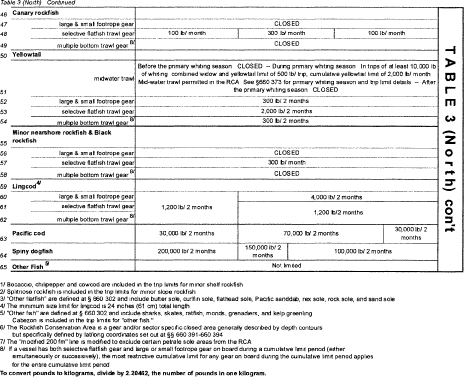 Table 3 (North) Continued
46 Canary rockfish
47 large & small footrope gear CLOSED
48 selective flatfish trawl gear 100 lb/ month 300 lb/ month 100 lb/ month
49 multiple bottom trawl gear 8/ CLOSED
50 Yellowtail
51 midwater trawl
Before the primary whiting season CLOSED -- During primary whiting season In trips of at least 10,000 lb
of whiting combined widow and yellowtail limit of 500 lb/ trip, cumulative yellowtail limit of 2,000 lb/ month
Mid-water trawl permitted in the RCA See §660 373 for primary whiting season and trip limit details -- After
the primary whiting season CLOSED
52 large & small footrope gear 300 lb/ 2 months
53 selective flatfish trawl gear 2,000 lb/ 2 months
54 multiple bottom trawl gear 8/ 300 lb/ 2 months
55 Minor nearshore rockfish & Black
rockfish
56 large & small footrope gear CLOSED
57 selective flatfish trawl gear 300 lb/ month
58 multiple bottom trawl gear 8/ CLOSED
59 Lingcod 4/
60 large & small footrope gear 1,200 lb/ 2 months 4,000 lb/ 2 months
61 selective flatfish trawl gear 1,200 lb/ 2 months
62 multiple bottom trawl gear 8/
63 Pacific cod 30,000 lb/ 2 months 70,000 lb/ 2 months 30,000 lb/ 2
months
64 Spiny dogfish 200,000 lb/ 2 months 150,000 lb/ 2
months 100,000 lb/ 2 months
65 Other Fish 5/ Not limited
TABLE 3 (North) con't
1/ Bocaccio, chilipepper and cowcod are included in the trip limits for minor shelf rockfish
2/ Splitnose rockfish is included in the trip limits for minor slope rockfish
3/ "Other flatfish" are defined at § 660 302 and include butter sole, curlfin sole, flathead sole, Pacific sanddab, rex sole, rock sole, and sand sole
4/ The minimum size limit for lingcod is 24 inches (61 cm) total length
5/ "Other fish" are defined at § 660 302 and include sharks, skates, ratfish, morids, grenadiers, and kelp greenling
Cabezon is included in the trip limits for "other fish "
6/ The Rockfish Conservation Area is a gear and/or sector specific closed area generally described by depth contours
but specifically defined by lat/long coordinates set out at §§ 660 391-660 394
7/ The "modified 200 fm" line is modified to exclude certain petrale sole areas from the RCA
8/ If a vessel has both selective flatfish gear and large or small footrope gear on board during a cumulative limit period (either
simultaneously or successively), the most restrictive cumulative limit for any gear on board during the cumulative limit period applies
for the entire cumulative limit period
To convert pounds to kilograms, divide by 2.20462, the number of pounds in one kilogram.